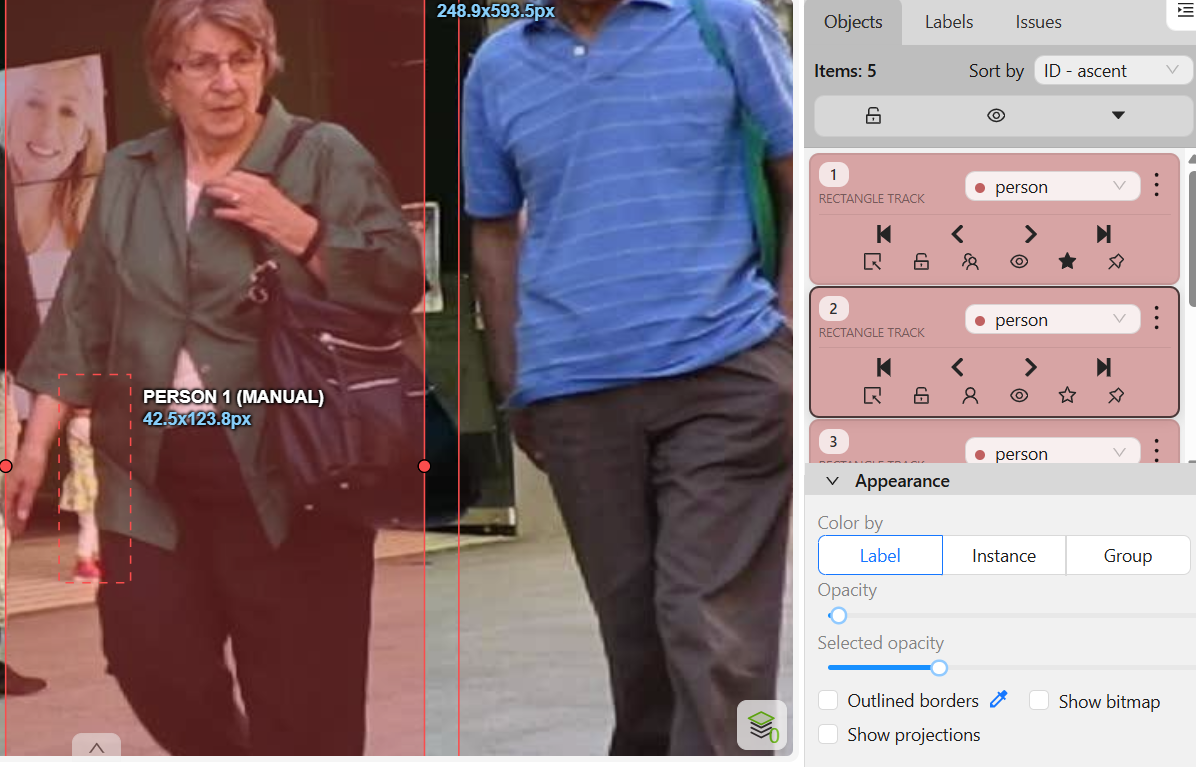 248.9x593.5px
Objects
Labels
Issues
Items: 5
Sort by
ID - ascent
1
person
RECTANGLE TRACK
2
person
RECTANGLE TRACK
3
person
RECTANGLE TRACK
PERSON 1 (MANUAL)
42.5x123.8px
Appearance
Color by
Label
Instance
Group
Opacity
Selected opacity
Outlined borders
Show bitmap
Show projections
0